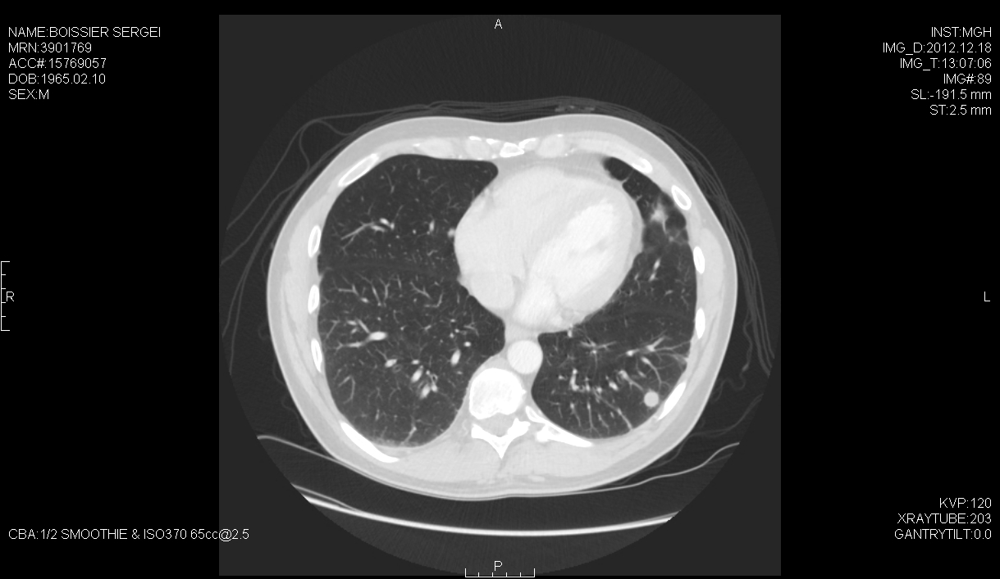 NAME:BOISSIER SERGEI
MRN:3901769
ACC#:15769057
DOB:1965.02.10
SEX:M
A
INST:MGH
IMG_D:2012.12.18
IMG_T:13:07:06
IMG#:89
SL:-191.5 mm
ST:2.5 mm
R
L
CBA:1/2 SMOOTHIE & ISO370 65cc@2.5
P
KVP:120
XRAYTUBE:203
GANTRYTILT:0.0